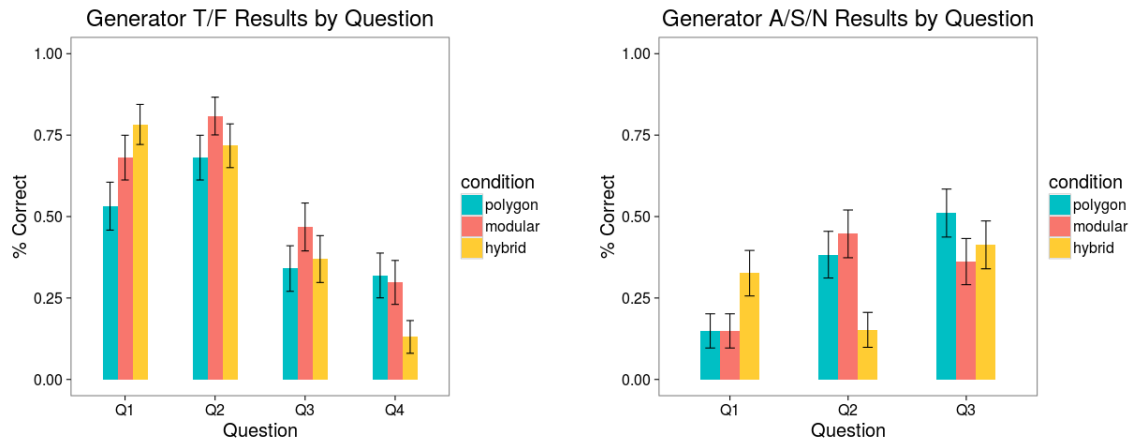 Generator T/F Results by Question
1.00
0.75
0.50
0.25
0.00
% Correct
Q1 Q2 Q3 Q4
Question
condition
polygon
modular
hybrid
Generator A/S/N Results by Question
1.00
0.75
0.50
0.25
0.00
% Correct
Q1 Q2 Q3
Question
condition
polygon
modular
hybrid